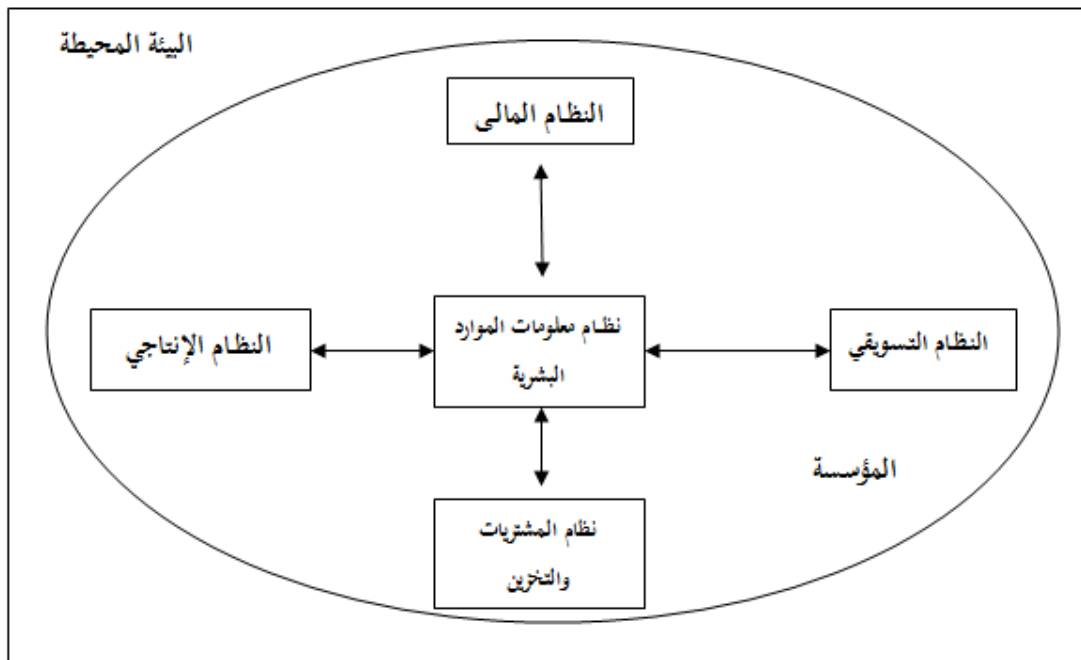 البيئة المحيطة
النظام المالى
نظام معلومات الموارد
البشرية
النظام التسويقي
النظام الإنتاجي
المؤسسة
نظام المشتريات
والتخزين